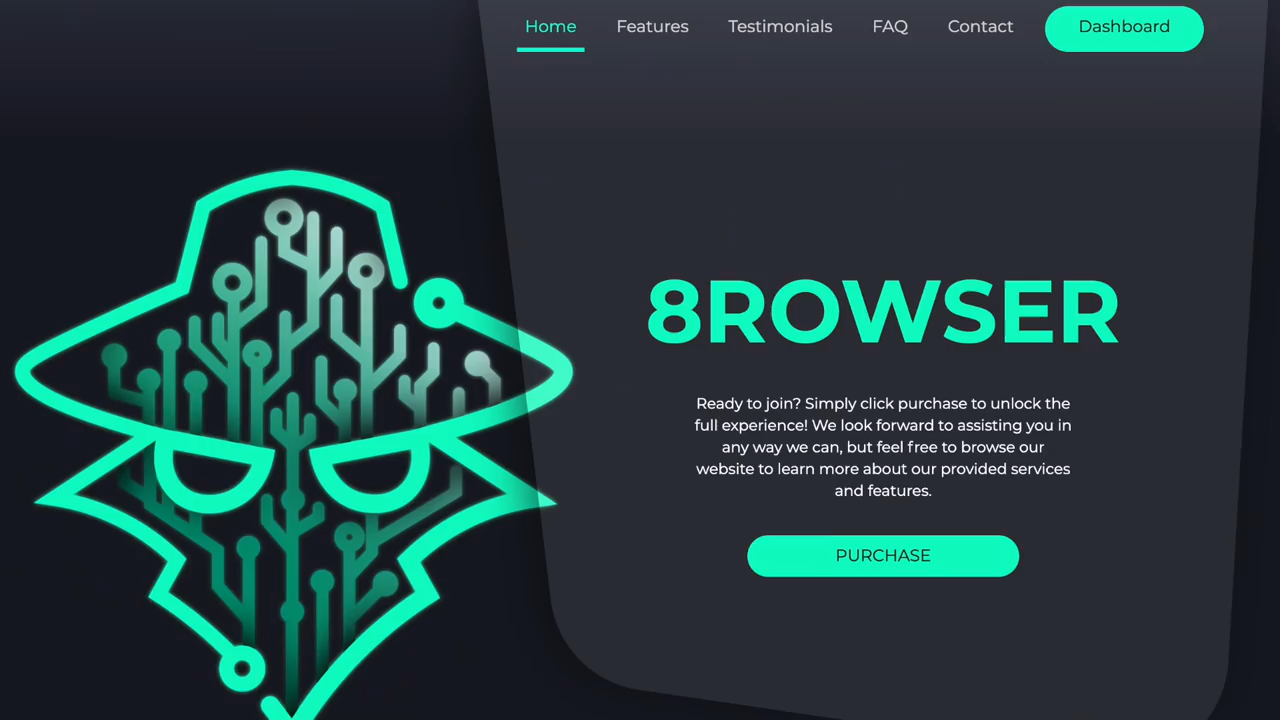 Home Features Testimonials FAQ Contact Dashboard
8ROWSER
Ready to join? Simply click purchase to unlock the
full experience! We look forward to assisting you in
any way we can, but feel free to browse our
website to learn more about our provided services
and features.
PURCHASE